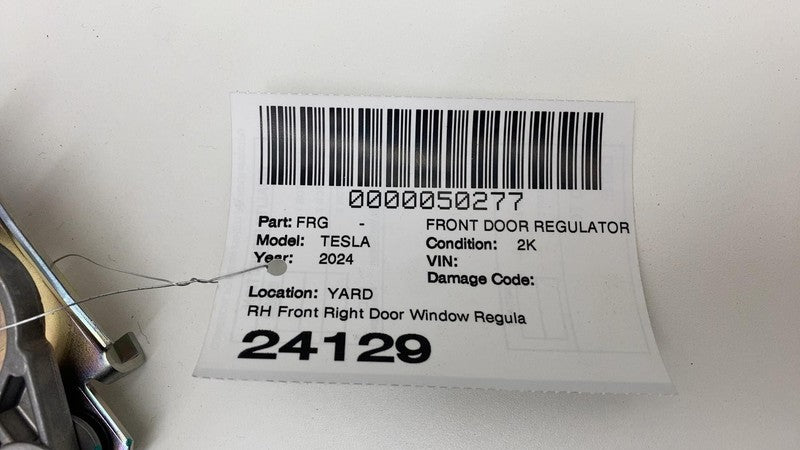 0000050277
Part: FRG - FRONT DOOR REGULATOR
Model: TESLA Condition: 2K
Year: 2024 VIN:
Damage Code:
Location: YARD
RH Front Right Door Window Regula
24129